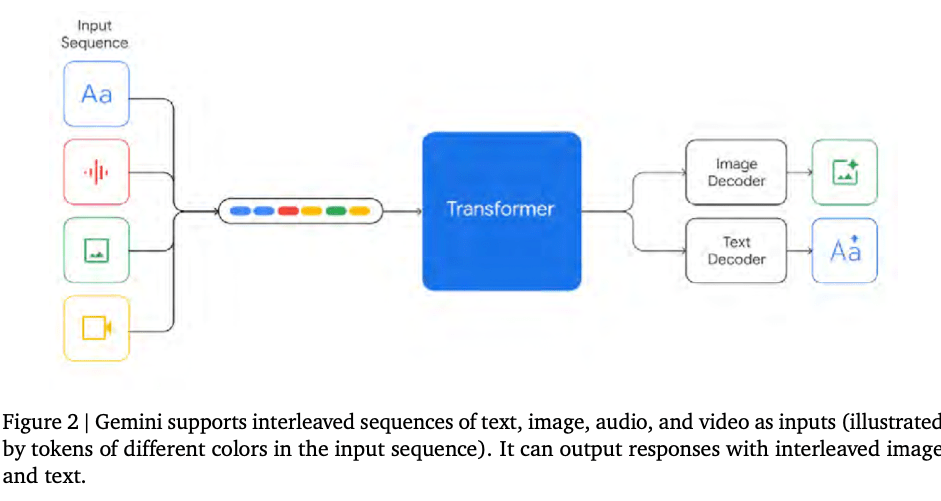 Input
Sequence
Aa
Transformer
Image
Decoder
Text
Decoder
Aa
Figure 2 | Gemini supports interleaved sequences of text, image, audio, and video as inputs (illustrated
by tokens of different colors in the input sequence). It can output responses with interleaved image
and text.